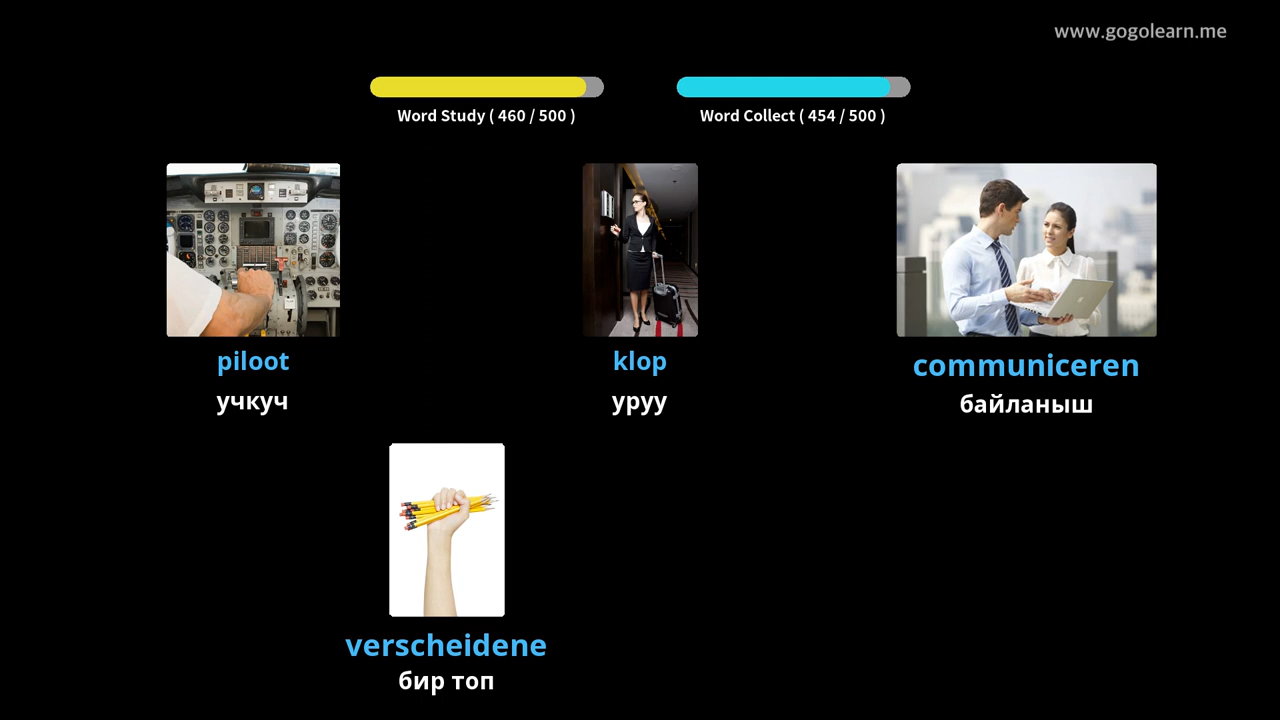 www.gogolearn.me
Word Study ( 460 / 500 )
Word Collect ( 454 / 500 )
piloot
учкуч
klop
уруу
communiceren
байланыш
verscheidene
бир топ